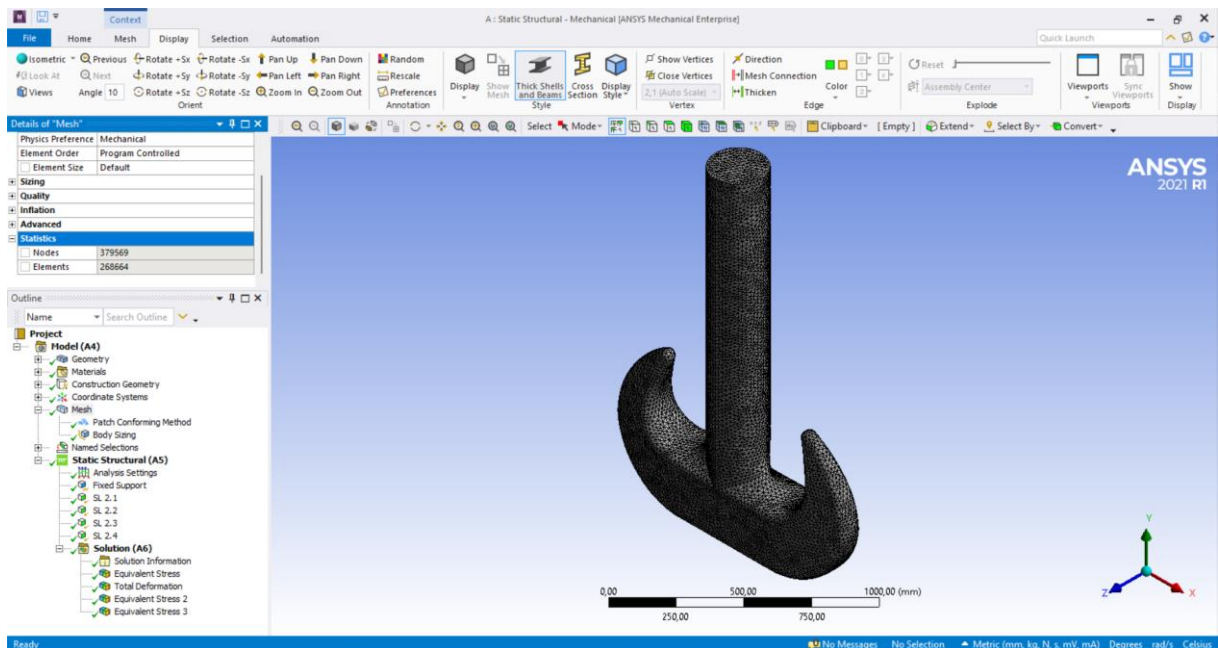 Context
A : Static Structural - Mechanical [ANSYS Mechanical Enterprise]
File Home Mesh Display Selection Automation
Quick Launch
Isometric Previous Rotate +Sx Rotate -Sx Pan Up Pan Down
Look At Next Rotate +Sy Rotate -Sy Pan Left Pan Right
Views Angle 10 Rotate +Sz Rotate -Sz Zoom In Zoom Out
Orient
Random
Rescale
Preferences
Annotation
Display
Show Mesh
Thick Shells and Beams
Cross Section
Display Style
Style
Show Vertices
Close Vertices
2,1 (Auto Scale)
Vertex
Direction
Mesh Connection
Thicken
Color
Edge
Reset
Assembly Center
Explode
Viewports
Sync Viewports
Viewports
Show
Display
Details of "Mesh"
Select Mode Clipboard [Empty] Extend Select By Convert
Physics Preference Mechanical
Element Order Program Controlled
Element Size Default
Sizing
Quality
Inflation
Advanced
Statistics
Nodes 379569
Elements 268664
ANSYS
2021 R1
Outline
Name Search Outline
Project
Model (A4)
Geometry
Materials
Construction Geometry
Coordinate Systems
Mesh
Patch Conforming Method
Body Sizing
Named Selections
Static Structural (A5)
Analysis Settings
Fixed Support
SL 2.1
SL 2.2
SL 2.3
SL 2.4
Solution (A6)
Solution Information
Equivalent Stress
Total Deformation
Equivalent Stress 2
Equivalent Stress 3
0,00 500,00 1000,00 (mm)
250,00 750,00
Y
Z
X
Ready No Messages No Selection Metric (mm, kg, N, s, mV, mA) Degrees rad/s Celsius